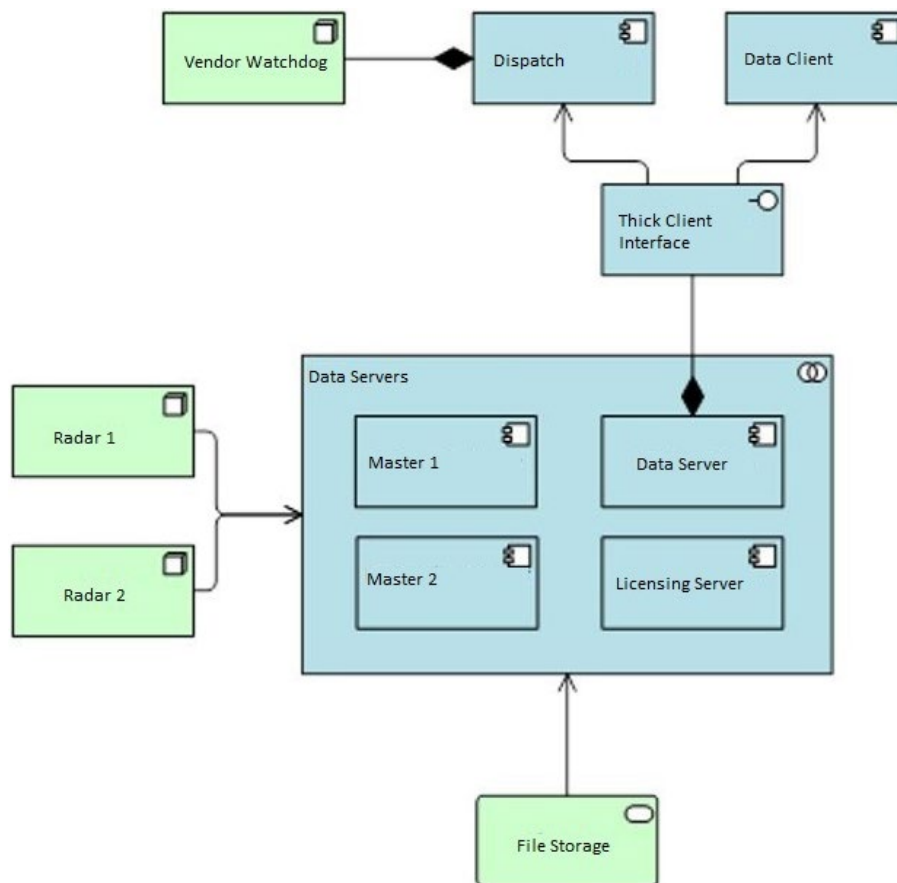 Vendor Watchdog
Dispatch
Data Client
Thick Client
Interface
Data Servers
Radar 1
Master 1
Data Server
Radar 2
Master 2
Licensing Server
File Storage